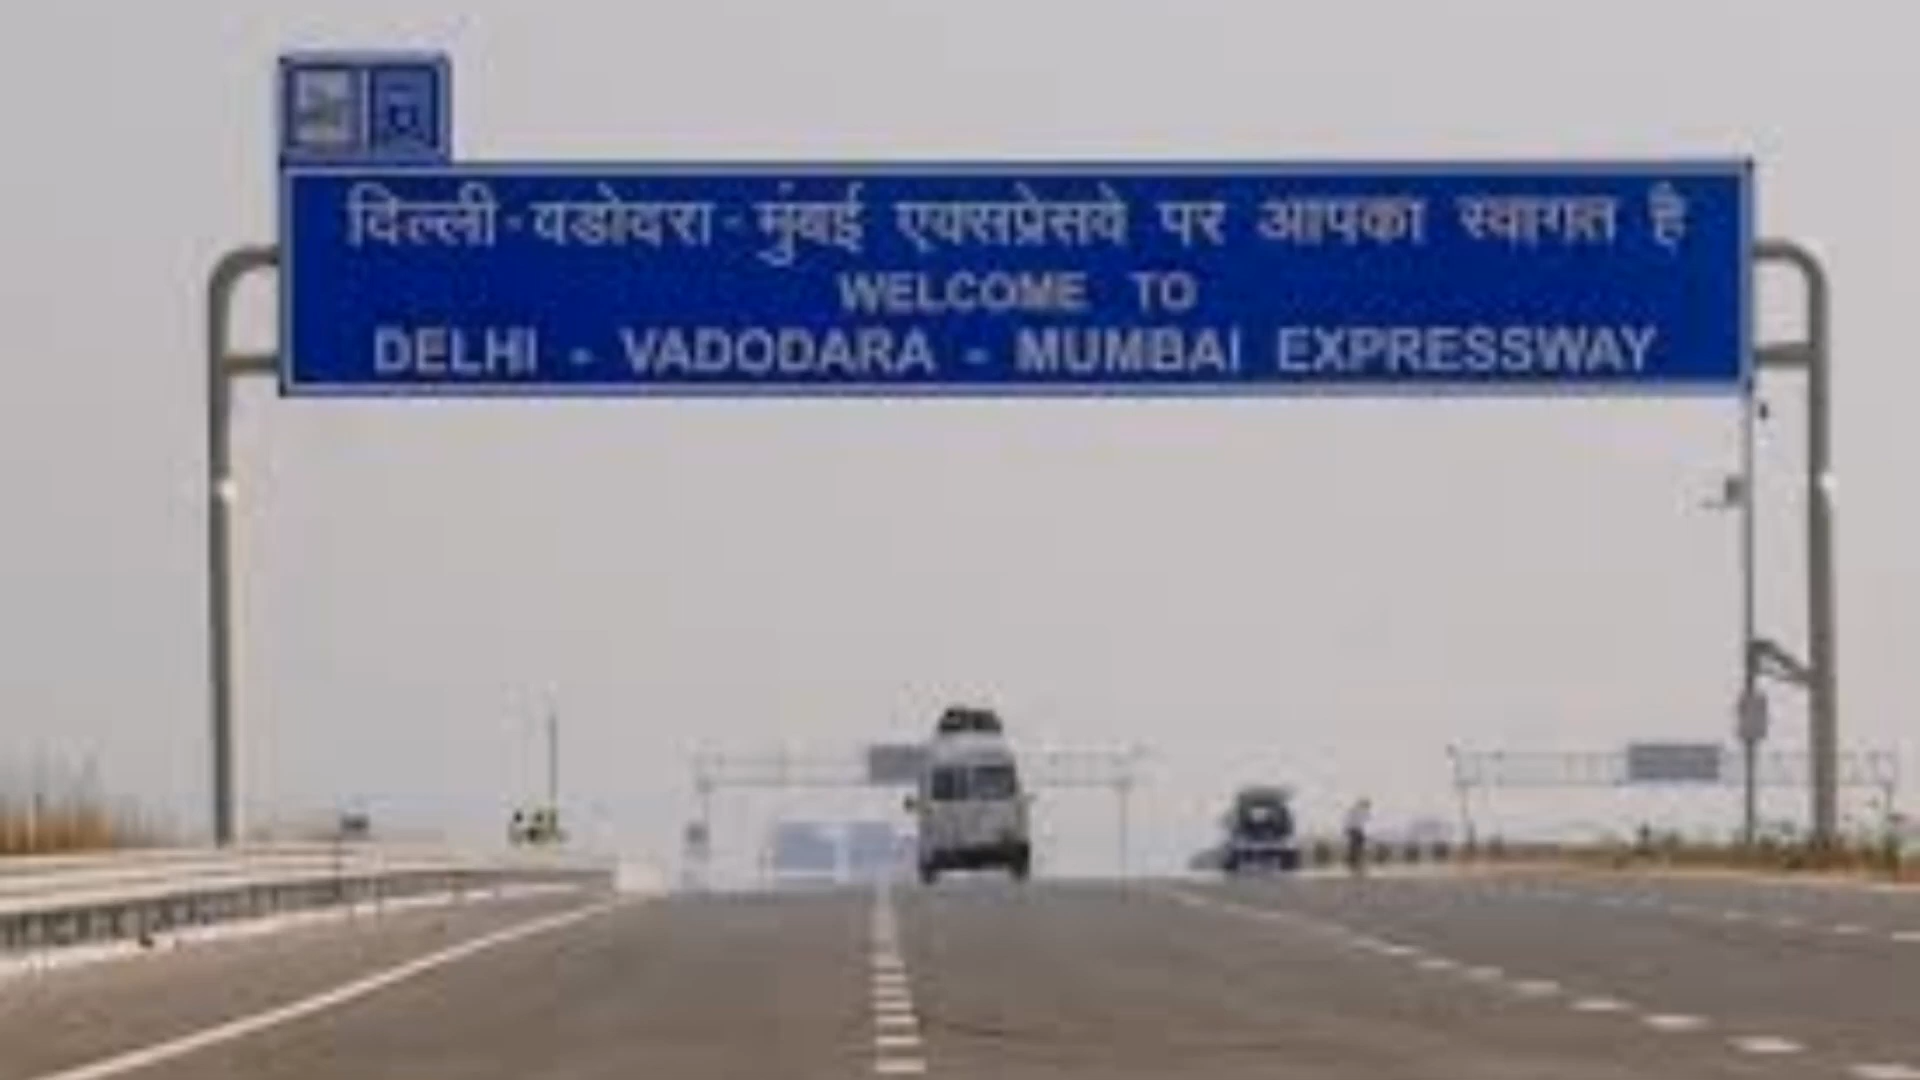 दिल्ली-वडोदरा-मुंबई एक्सप्रेसवे पर आपका स्वागत है
WELCOME TO
DELHI - VADODARA - MUMBAI EXPRESSWAY